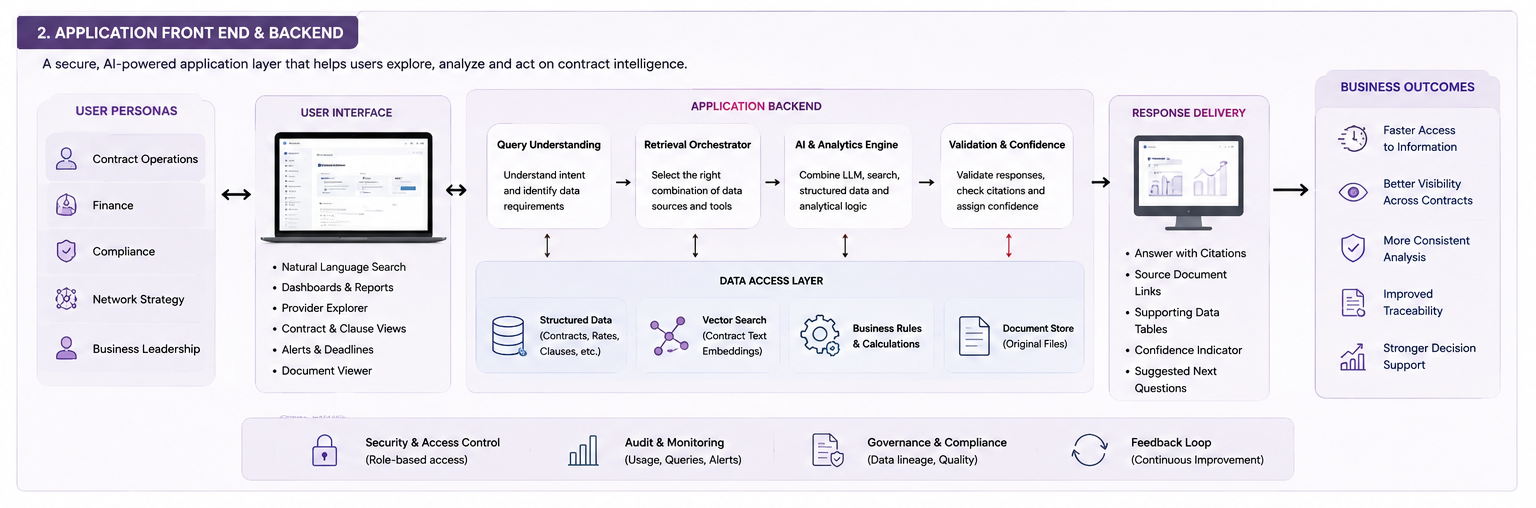 2. APPLICATION FRONT END & BACKEND
A secure, AI-powered application layer that helps users explore, analyze and act on contract intelligence.
USER PERSONAS
Contract Operations
Finance
Compliance
Network Strategy
Business Leadership
USER INTERFACE
• Natural Language Search
• Dashboards & Reports
• Provider Explorer
• Contract & Clause Views
• Alerts & Deadlines
• Document Viewer
APPLICATION BACKEND
Query Understanding
Understand intent
and identify data
requirements
Retrieval Orchestrator
Select the right
combination of data
sources and tools
AI & Analytics Engine
Combine LLM, search,
structured data and
analytical logic
Validation & Confidence
Validate responses,
check citations and
assign confidence
DATA ACCESS LAYER
Structured Data
(Contracts, Rates,
Clauses, etc.)
Vector Search
(Contract Text
Embeddings)
Business Rules
& Calculations
Document Store
(Original Files)
RESPONSE DELIVERY
• Answer with Citations
• Source Document
Links
• Supporting Data
Tables
• Confidence Indicator
• Suggested Next
Questions
BUSINESS OUTCOMES
Faster Access
to Information
Better Visibility
Across Contracts
More Consistent
Analysis
Improved
Traceability
Stronger Decision
Support
Security & Access Control
(Role-based access)
Audit & Monitoring
(Usage, Queries, Alerts)
Governance & Compliance
(Data lineage, Quality)
Feedback Loop
(Continuous Improvement)